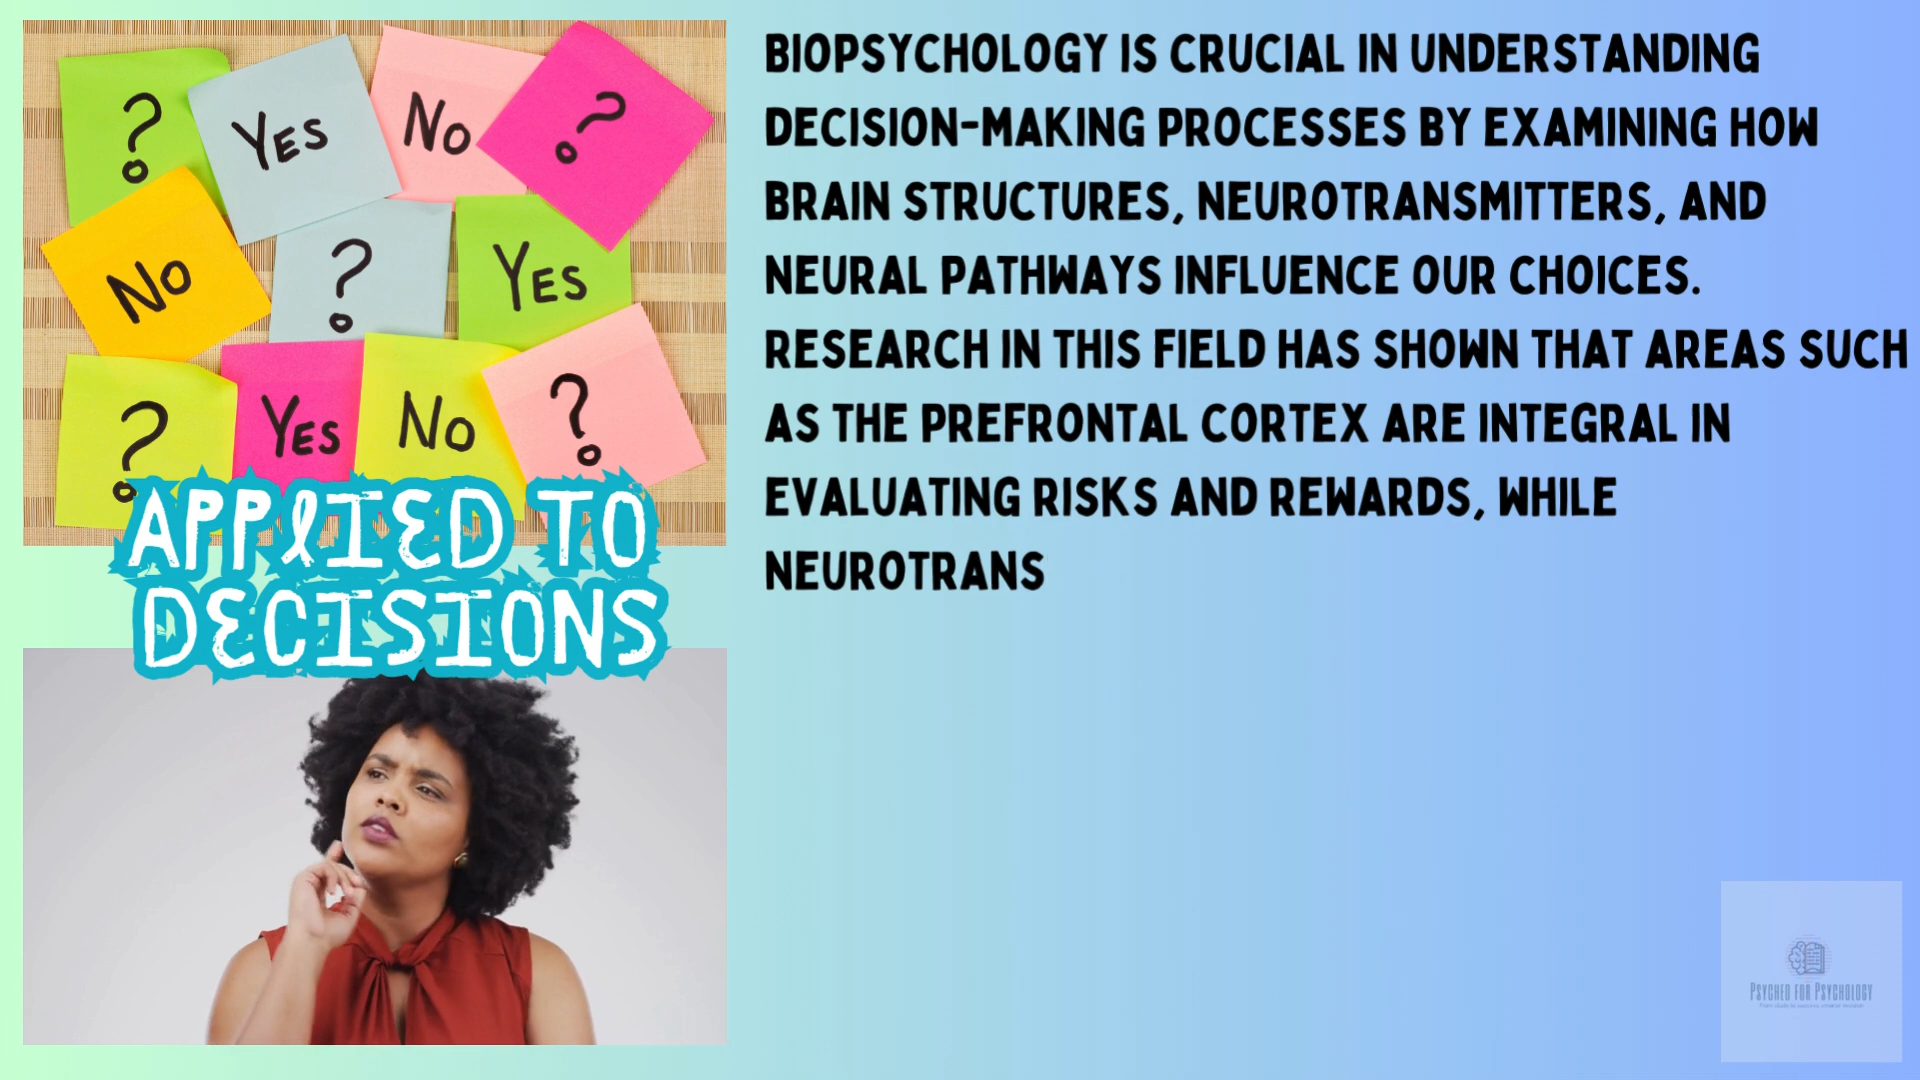 ?
YES
NO
?
NO
?
YES
?
YES
NO
?
APPLIED TO
DECISIONS
BIOPSYCHOLOGY IS CRUCIAL IN UNDERSTANDING
DECISION-MAKING PROCESSES BY EXAMINING HOW
BRAIN STRUCTURES, NEUROTRANSMITTERS, AND
NEURAL PATHWAYS INFLUENCE OUR CHOICES.
RESEARCH IN THIS FIELD HAS SHOWN THAT AREAS SUCH
AS THE PREFRONTAL CORTEX ARE INTEGRAL IN
EVALUATING RISKS AND REWARDS, WHILE
NEUROTRANS
PSYCHED FOR PSYCHOLOGY